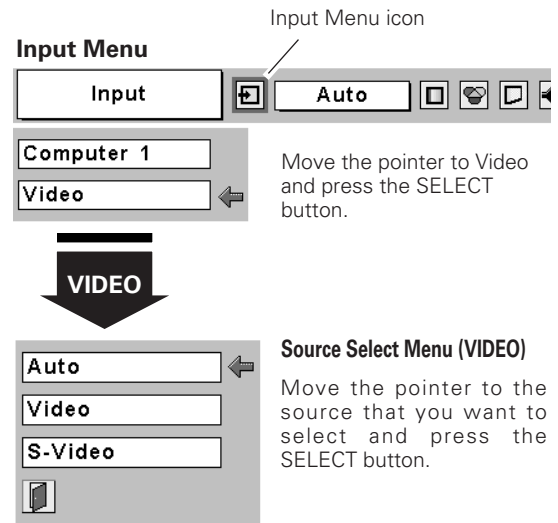 Input Menu icon
Input Menu
Input
Auto
Computer 1
Video
Move the pointer to Video
and press the SELECT
button.
VIDEO
Auto
Video
S-Video
Source Select Menu (VIDEO)
Move the pointer to the
source that you want to
select and press the
SELECT button.